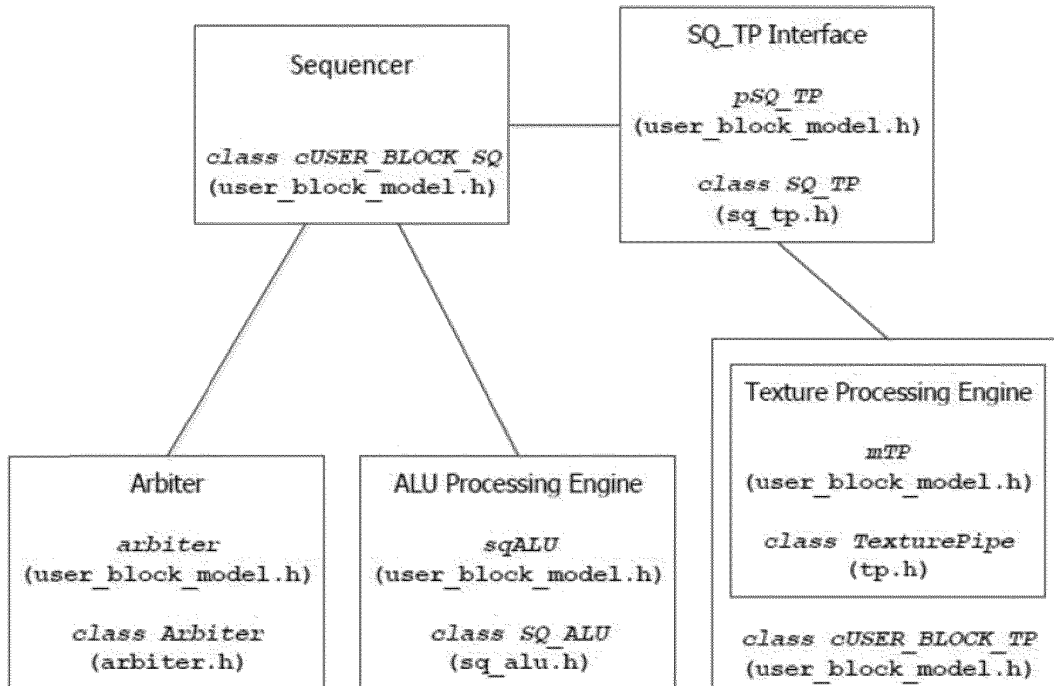 Sequencer
class cUSER_BLOCK_SQ
(user_block_model.h)
SQ_TP Interface
pSQ_TP
(user_block_model.h)
class SQ_TP
(sq_tp.h)
Arbiter
arbiter
(user_block_model.h)
class Arbiter
(arbiter.h)
ALU Processing Engine
sqALU
(user_block_model.h)
class SQ_ALU
(sq_alu.h)
Texture Processing Engine
mTP
(user_block_model.h)
class TexturePipe
(tp.h)
class cUSER_BLOCK_TP
(user_block_model.h)